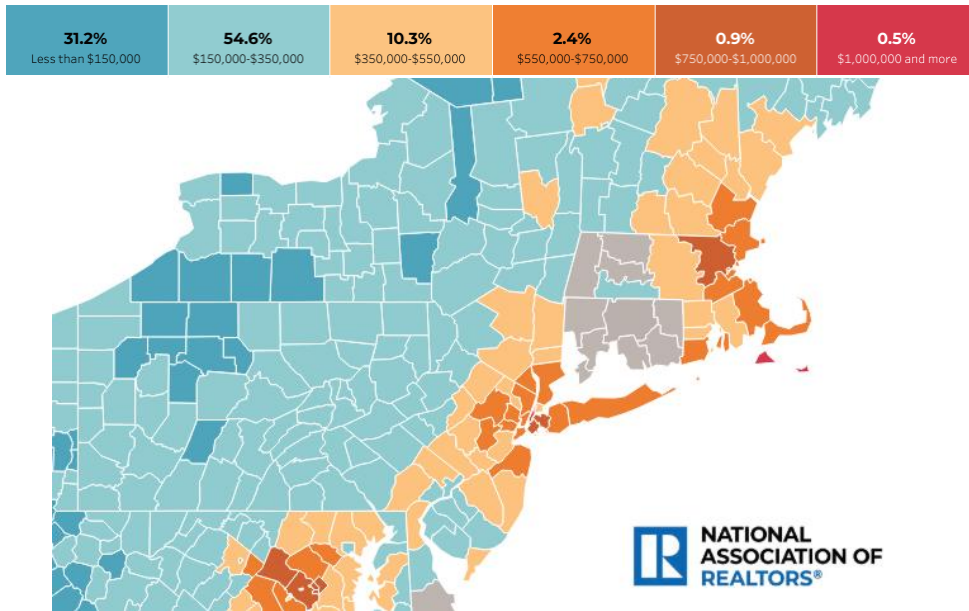 31.2%
Less than $150,000
54.6%
$150,000-$350,000
10.3%
$350,000-$550,000
2.4%
$550,000-$750,000
0.9%
$750,000-$1,000,000
0.5%
$1,000,000 and more
NATIONAL
ASSOCIATION OF
REALTORS®